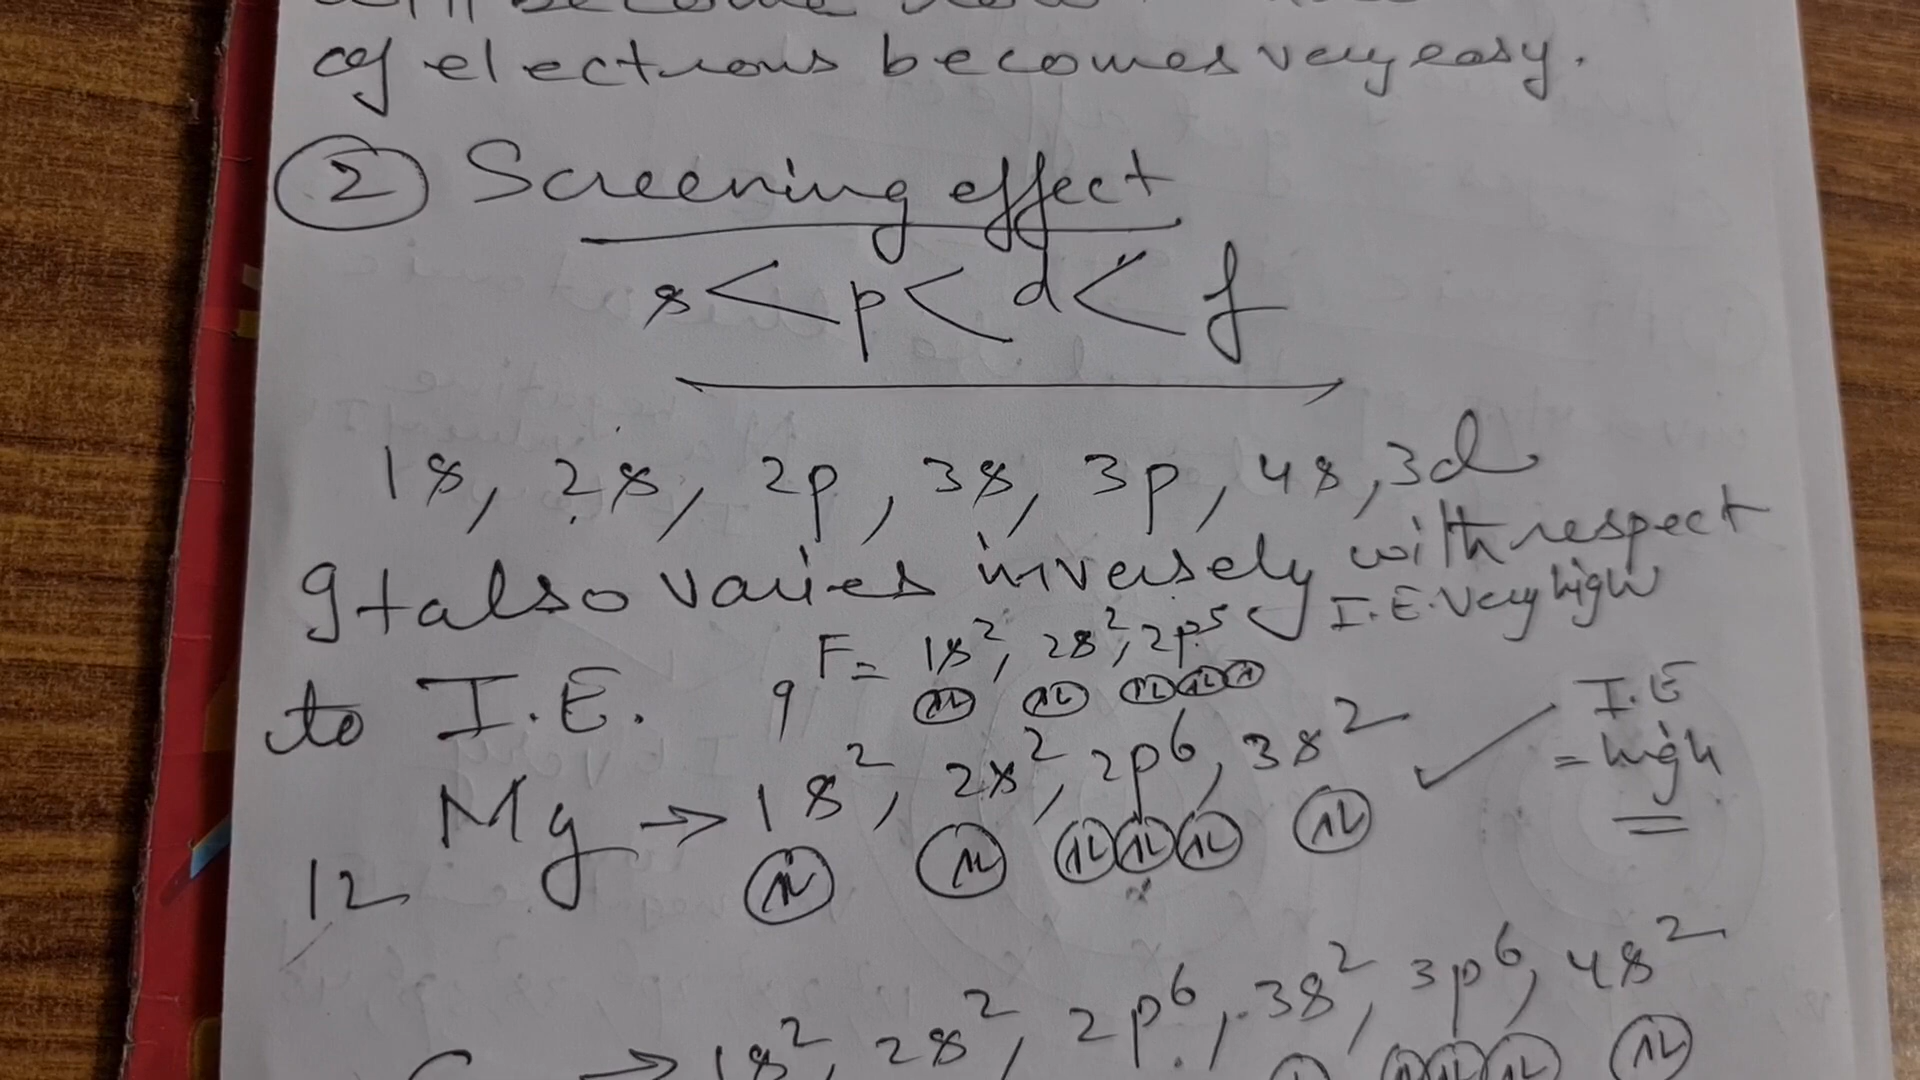 of electrons becomes very easy.
2 Screening effect
s < p < d < f
1s, 2s, 2p, 3s, 3p, 4s, 3d
It also varies inversely with respect
to I.E.
9 F = 1s², 2s², 2p⁵ I.E. Very high
12 Mg → 1s², 2s², 2p⁶, 3s² I.E = high
→ 1s², 2s², 2p⁶, 3s², 3p⁶, 4s²